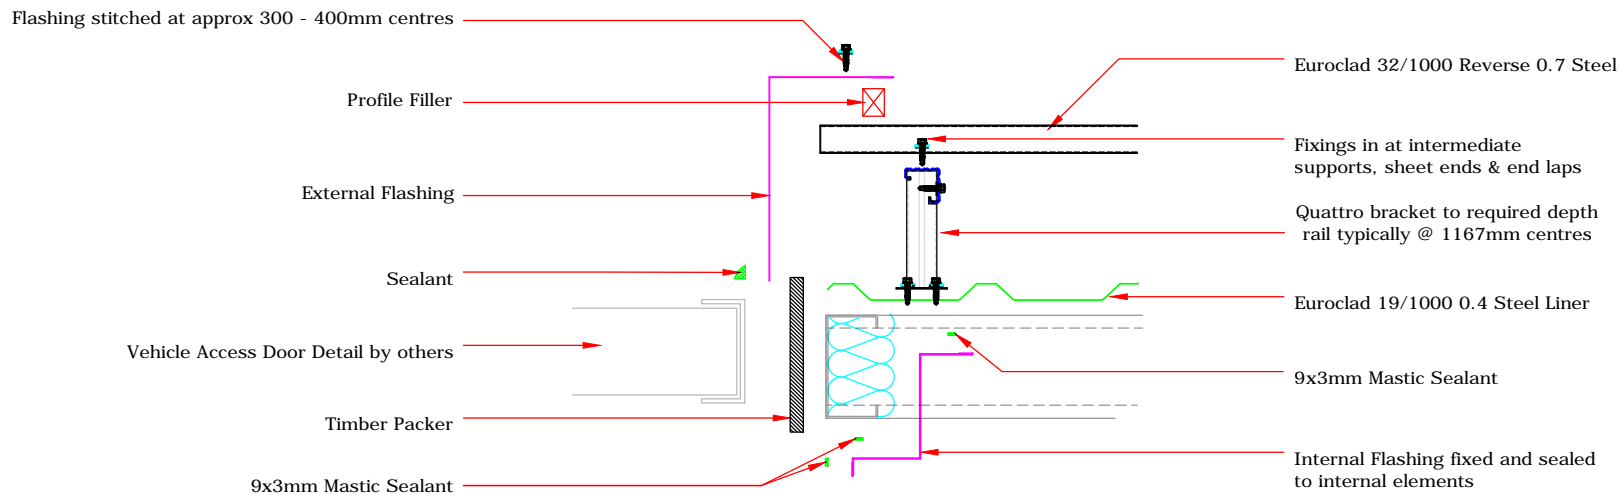 Flashing stitched at approx 300 - 400mm centres
Profile Filler
External Flashing
Sealant
Vehicle Access Door Detail by others
Timber Packer
9x3mm Mastic Sealant
Euroclad 32/1000 Reverse 0.7 Steel
Fixings in at intermediate
supports, sheet ends & end laps
Quattro bracket to required depth
rail typically @ 1167mm centres
Euroclad 19/1000 0.4 Steel Liner
9x3mm Mastic Sealant
Internal Flashing fixed and sealed
to internal elements